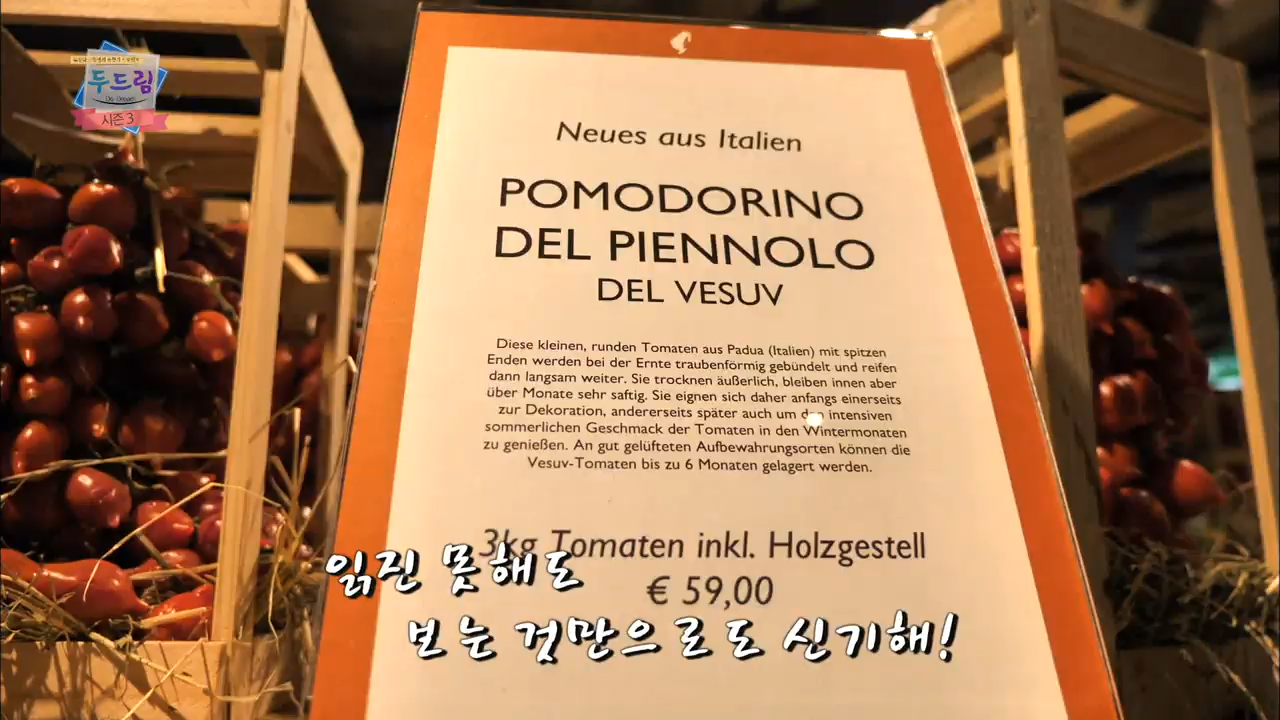 두드림
Do Dream
시즌 3
Neues aus Italien
POMODORINO
DEL PIENNOLO
DEL VESUV
Diese kleinen, runden Tomaten aus Padua (Italien) mit spitzen
Enden werden bei der Ernte traubenförmig gebündelt und reifen
dann langsam weiter. Sie trocknen äußerlich, bleiben innen aber
über Monate sehr saftig. Sie eignen sich daher anfangs einerseits
zur Dekoration, andererseits später auch um den intensiven
sommerlichen Geschmack der Tomaten in den Wintermonaten
zu genießen. An gut gelüfteten Aufbewahrungsorten können die
Vesuv-Tomaten bis zu 6 Monaten gelagert werden.
3kg Tomaten inkl. Holzgestell
€ 59,00
읽진 못해도
보는 것만으로도 신기해!